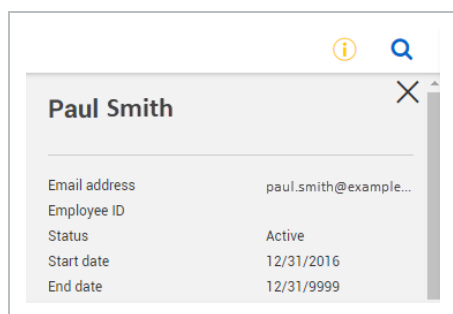 Paul Smith
Email address paul.smith@example...
Employee ID
Status Active
Start date 12/31/2016
End date 12/31/9999